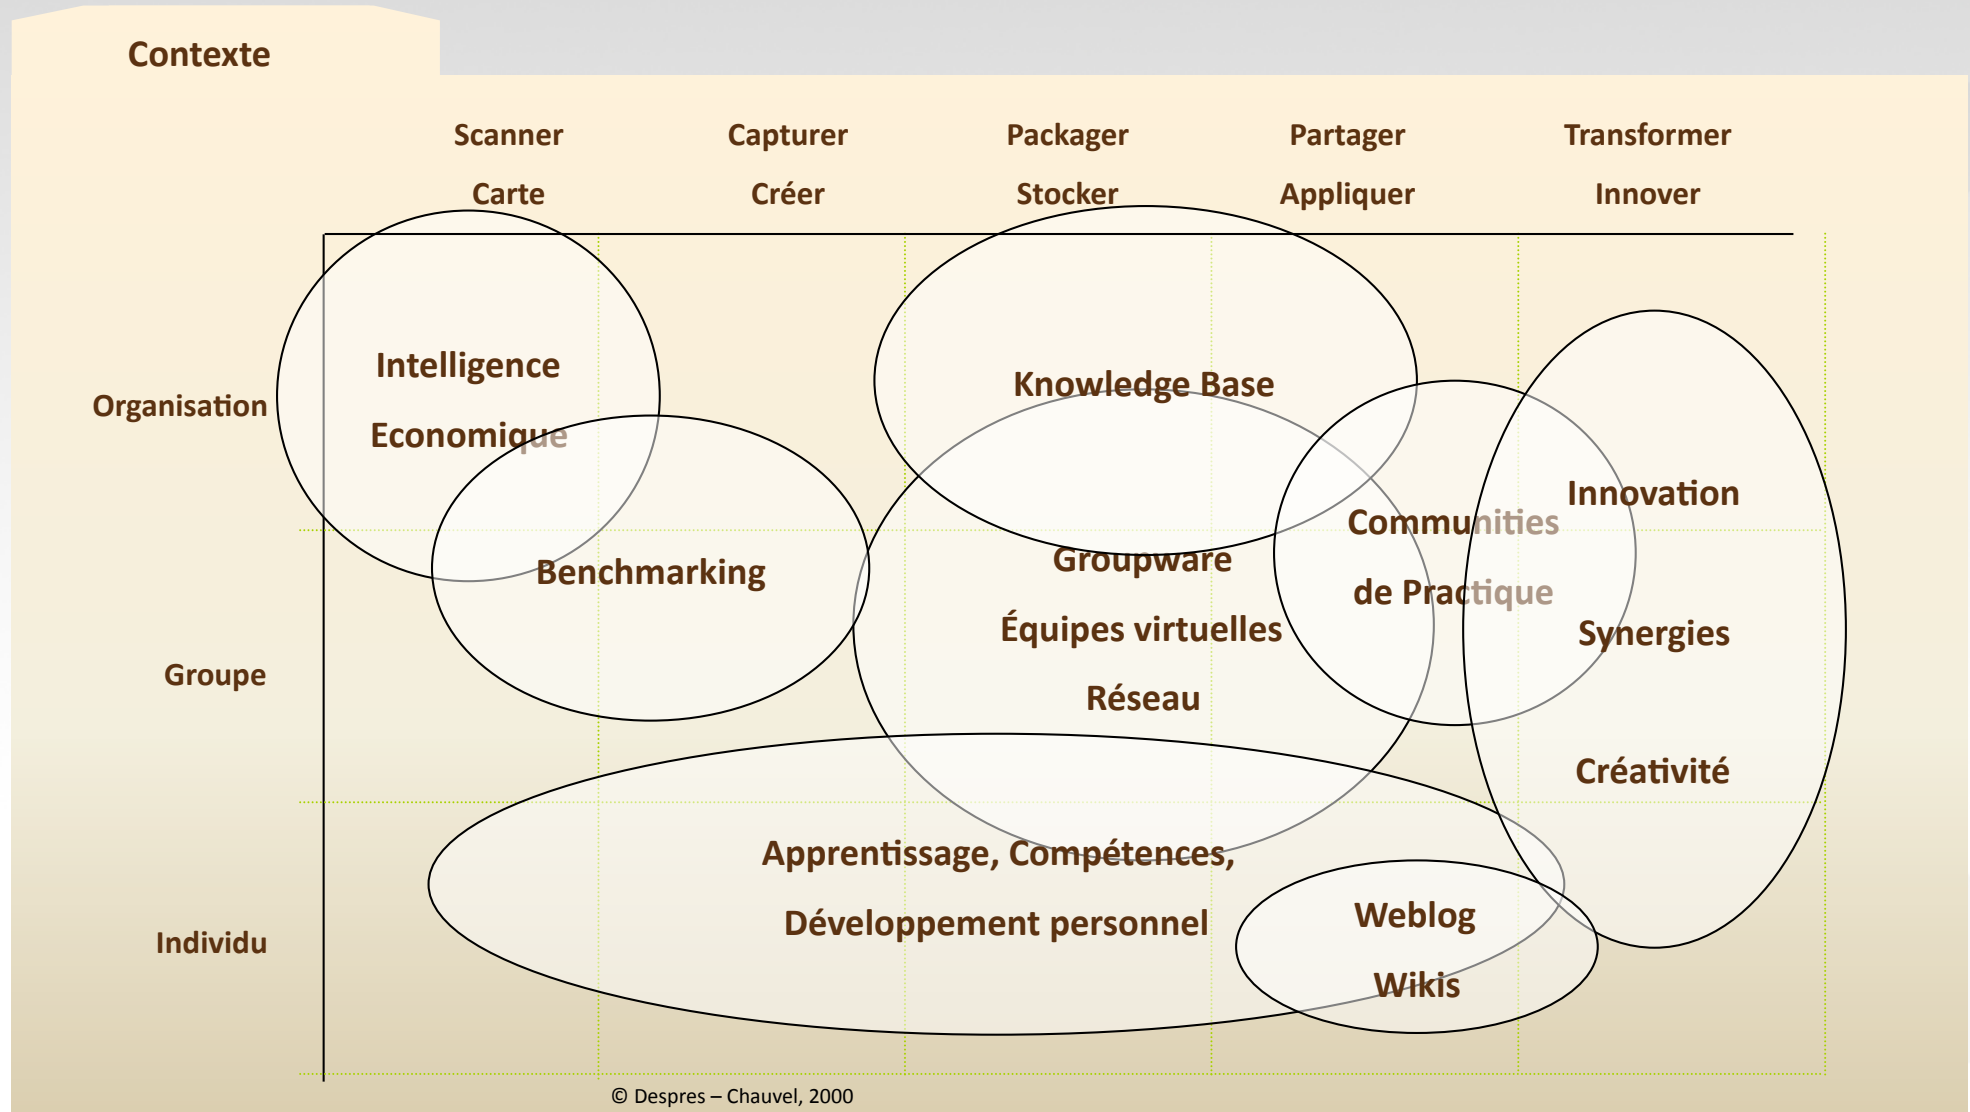 Contexte
Scanner
Capturer
Packager
Partager
Transformer
Carte
Créer
Stocker
Appliquer
Innover
Organisation
Groupe
Individu
Intelligence
Economique
Benchmarking
Knowledge Base
Groupware
Équipes virtuelles
Réseau
Communities
de Practique
Innovation
Synergies
Créativité
Apprentissage, Compétences,
Développement personnel
Weblog
Wikis
© Despres – Chauvel, 2000